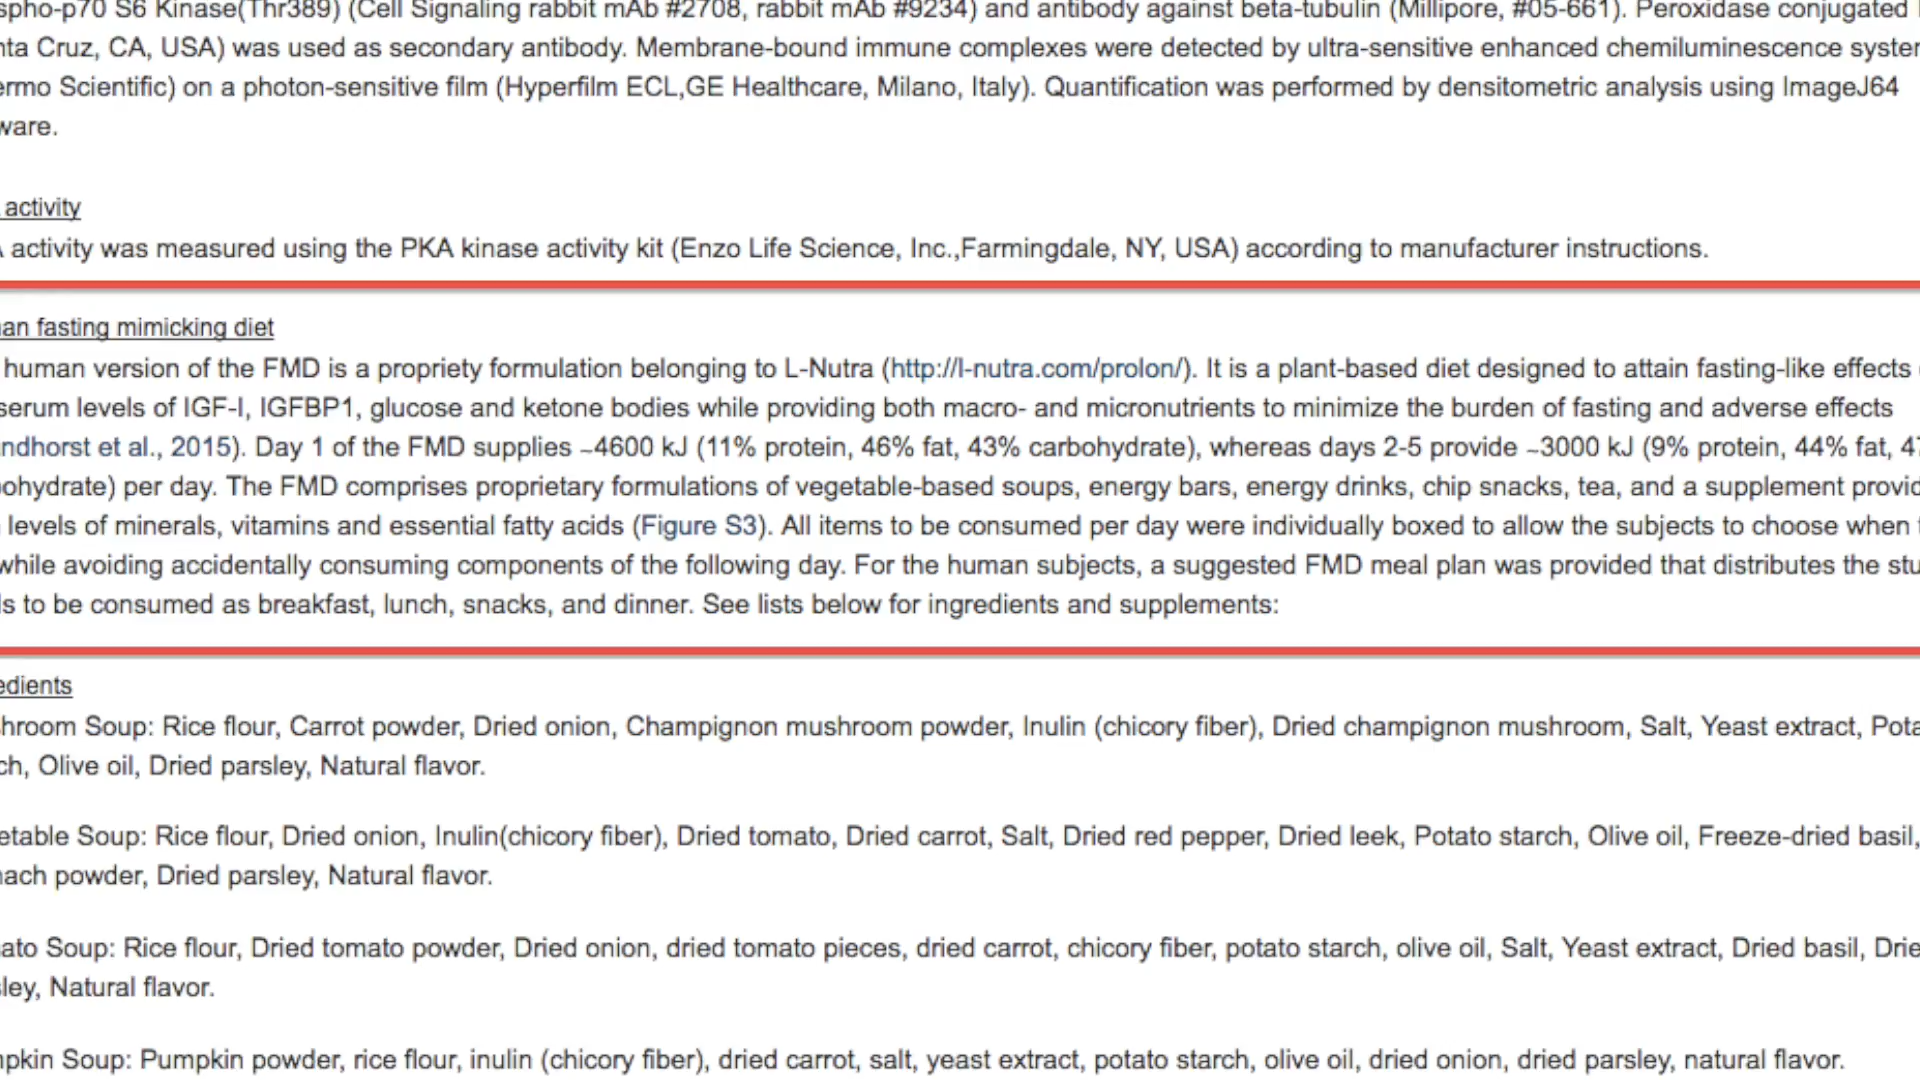 spho-p70 S6 Kinase(Thr389) (Cell Signaling rabbit mAb #2708, rabbit mAb #9234) and antibody against beta-tubulin (Millipore, #05-661). Peroxidase conjugated
nta Cruz, CA, USA) was used as secondary antibody. Membrane-bound immune complexes were detected by ultra-sensitive enhanced chemiluminescence syster
ermo Scientific) on a photon-sensitive film (Hyperfilm ECL,GE Healthcare, Milano, Italy). Quantification was performed by densitometric analysis using ImageJ64
ware.
activity
activity was measured using the PKA kinase activity kit (Enzo Life Science, Inc.,Farmingdale, NY, USA) according to manufacturer instructions.
an fasting mimicking diet
human version of the FMD is a propriety formulation belonging to L-Nutra (http://l-nutra.com/prolon/). It is a plant-based diet designed to attain fasting-like effects
serum levels of IGF-I, IGFBP1, glucose and ketone bodies while providing both macro- and micronutrients to minimize the burden of fasting and adverse effects
ndhorst et al., 2015). Day 1 of the FMD supplies ~4600 kJ (11% protein, 46% fat, 43% carbohydrate), whereas days 2-5 provide ~3000 kJ (9% protein, 44% fat, 47
ohydrate) per day. The FMD comprises proprietary formulations of vegetable-based soups, energy bars, energy drinks, chip snacks, tea, and a supplement provid
levels of minerals, vitamins and essential fatty acids (Figure S3). All items to be consumed per day were individually boxed to allow the subjects to choose when
while avoiding accidentally consuming components of the following day. For the human subjects, a suggested FMD meal plan was provided that distributes the stu
ls to be consumed as breakfast, lunch, snacks, and dinner. See lists below for ingredients and supplements:
edients
hroom Soup: Rice flour, Carrot powder, Dried onion, Champignon mushroom powder, Inulin (chicory fiber), Dried champignon mushroom, Salt, Yeast extract, Pota
ch, Olive oil, Dried parsley, Natural flavor.
etable Soup: Rice flour, Dried onion, Inulin(chicory fiber), Dried tomato, Dried carrot, Salt, Dried red pepper, Dried leek, Potato starch, Olive oil, Freeze-dried basil,
nach powder, Dried parsley, Natural flavor.
ato Soup: Rice flour, Dried tomato powder, Dried onion, dried tomato pieces, dried carrot, chicory fiber, potato starch, olive oil, Salt, Yeast extract, Dried basil, Drie
ley, Natural flavor.
npkin Soup: Pumpkin powder, rice flour, inulin (chicory fiber), dried carrot, salt, yeast extract, potato starch, olive oil, dried onion, dried parsley, natural flavor.